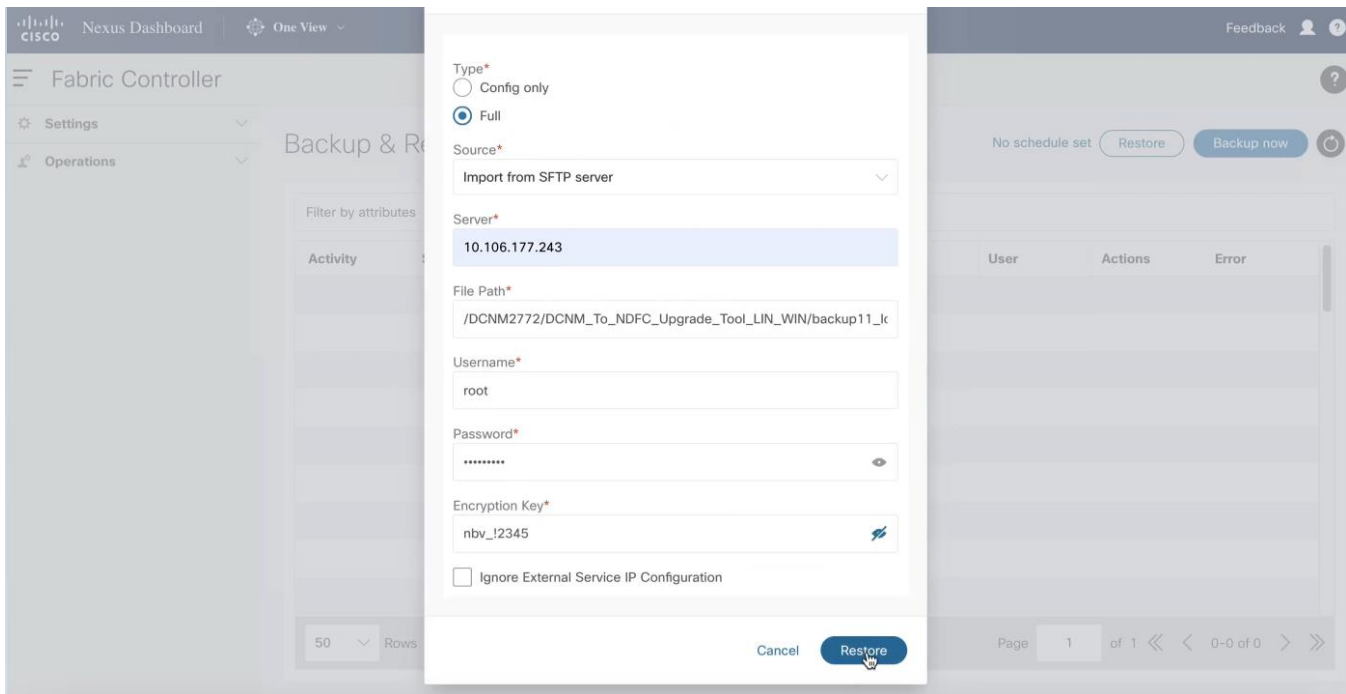 CISCO
Nexus Dashboard
One View
Feedback
Fabric Controller
Settings
Operations
Backup & Re
No schedule set
Restore
Backup now
Filter by attributes
Activity
User
Actions
Error
50
Rows
Page
1
of 1
0-0 of 0
Type*
Config only
Full
Source*
Import from SFTP server
Server*
10.106.177.243
File Path*
/DCNM2772/DCNM_To_NDFC_Upgrade_Tool_LIN_WIN/backup11_
Username*
root
Password*
•••••••••
Encryption Key*
nbv_!2345
Ignore External Service IP Configuration
Cancel
Restore